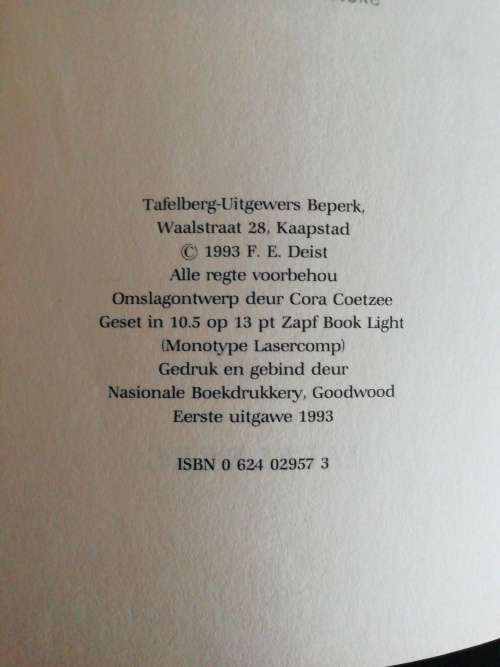 Tafelberg-Uitgewers Beperk,
Waalstraat 28, Kaapstad
© 1993 F. E. Deist
Alle regte voorbehou
Omslagontwerp deur Cora Coetzee
Geset in 10.5 op 13 pt Zapf Book Light
(Monotype Lasercomp)
Gedruk en gebind deur
Nasionale Boekdrukkery, Goodwood
Eerste uitgawe 1993
ISBN 0 624 02957 3